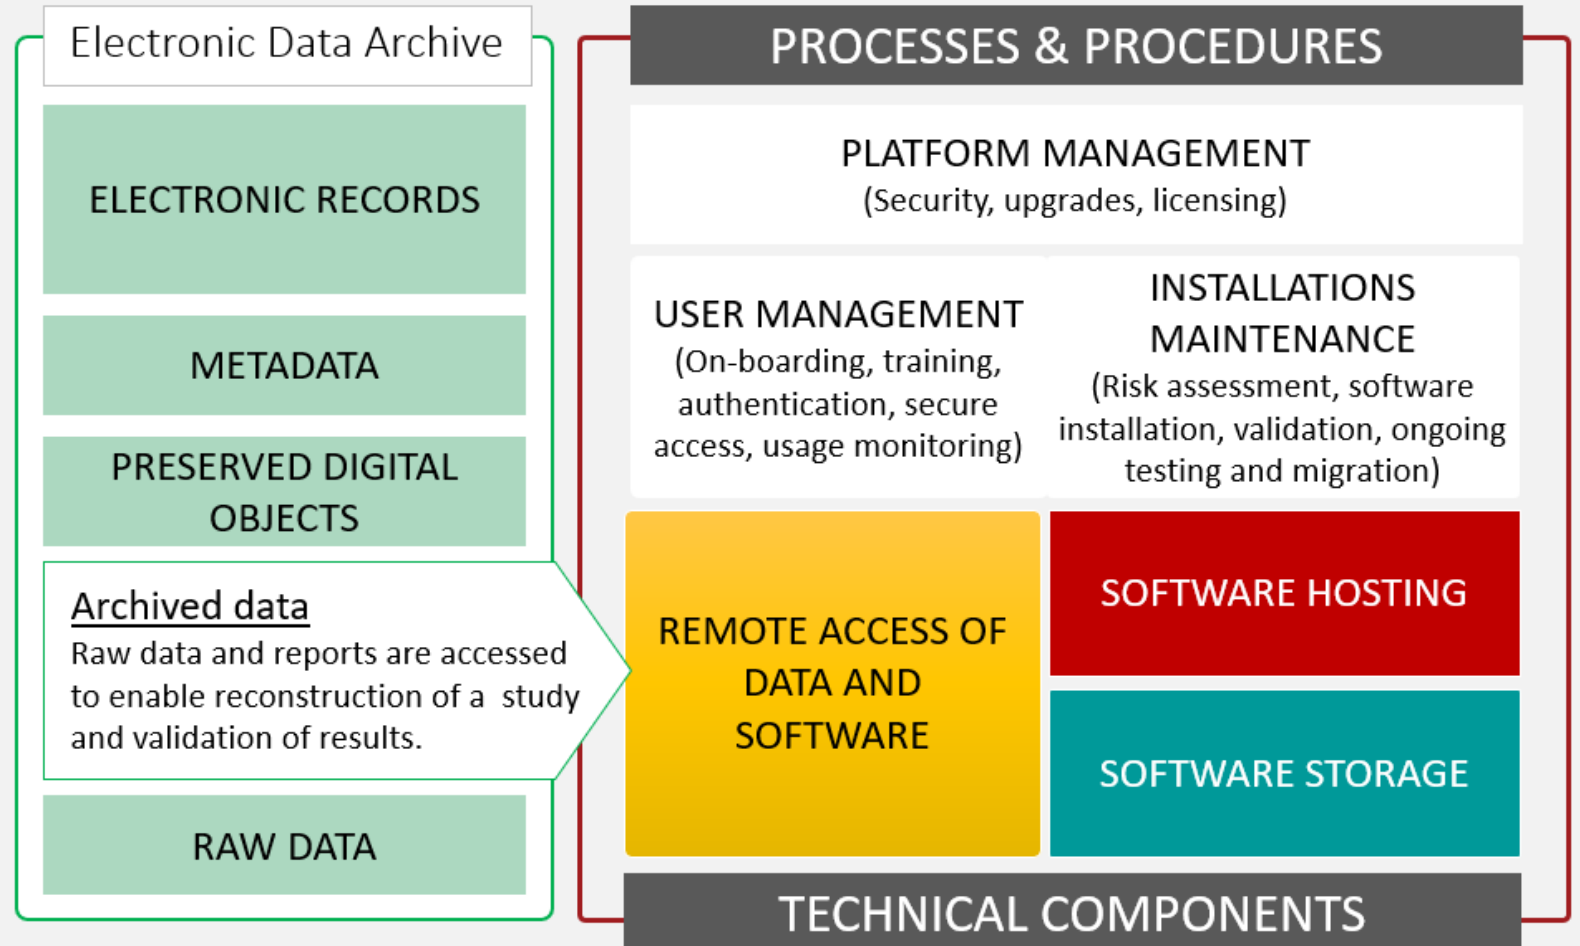 Electronic Data Archive
ELECTRONIC RECORDS
METADATA
PRESERVED DIGITAL
OBJECTS
Archived data
Raw data and reports are accessed
to enable reconstruction of a study
and validation of results.
RAW DATA
PROCESSES & PROCEDURES
PLATFORM MANAGEMENT
(Security, upgrades, licensing)
USER MANAGEMENT
(On-boarding, training,
authentication, secure
access, usage monitoring)
INSTALLATIONS
MAINTENANCE
(Risk assessment, software
installation, validation, ongoing
testing and migration)
REMOTE ACCESS OF
DATA AND
SOFTWARE
SOFTWARE HOSTING
SOFTWARE STORAGE
TECHNICAL COMPONENTS